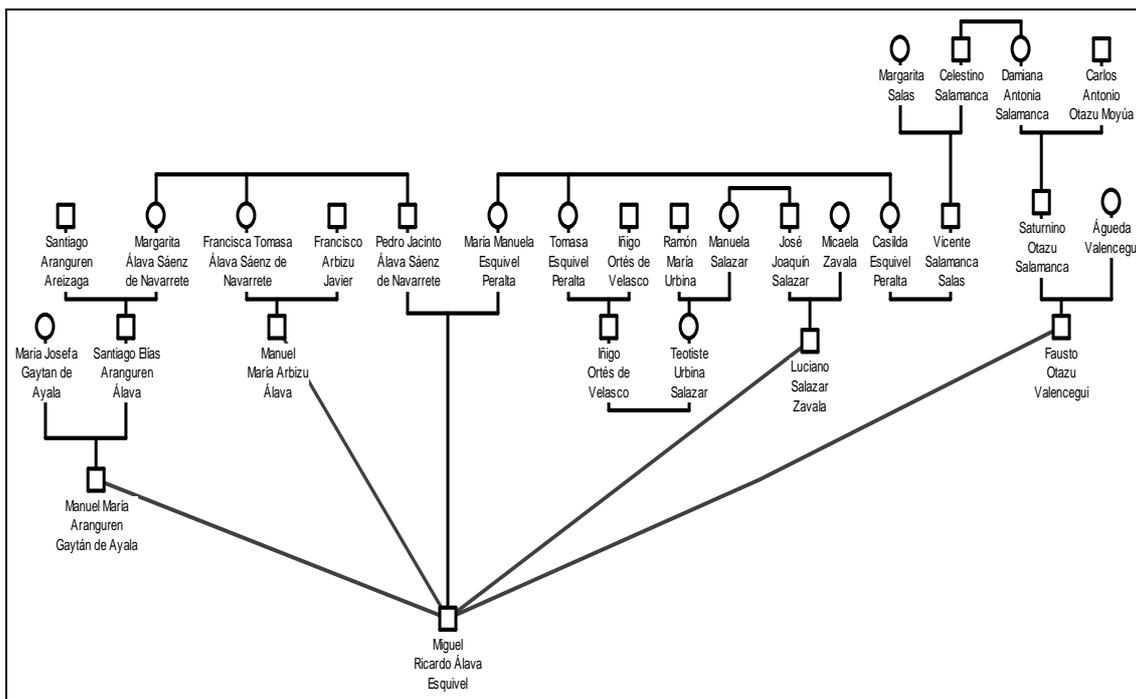 Margarita
Salas
Celestino
Salamanca
Damiana
Antonia
Salamanca
Carlos
Antonio
Otazu Moyúa
Santiago
Aranguren
Areizaga
Margarita
Álava Sáenz
de Navarrete
Francisca Tomasa
Álava Sáenz de
Navarrete
Francisco
Arbizu
Javier
Pedro Jacinto
Álava Sáenz
de Navarrete
María Manuela
Esquivel
Peralta
Tomasa
Esquivel
Peralta
Iñigo
Ortés de
Velasco
Ramón
María
Urbina
Manuela
Salazar
José
Joaquín
Salazar
Micaela
Zavala
Casilda
Esquivel
Peralta
Vicente
Salamanca
Salas
Saturnino
Otazu
Salamanca
Águeda
Valencegui
Maria Josefa
Gaytan de
Ayala
Santiago Elías
Aranguren
Álava
Manuel
María Arbizu
Álava
Iñigo
Ortés de
Velasco
Teotiste
Urbina
Salazar
Luciano
Salazar
Zavala
Fausto
Otazu
Valencegui
Manuel María
Aranguren
Gaytán de Ayala
Miguel
Ricardo Álava
Esquivel